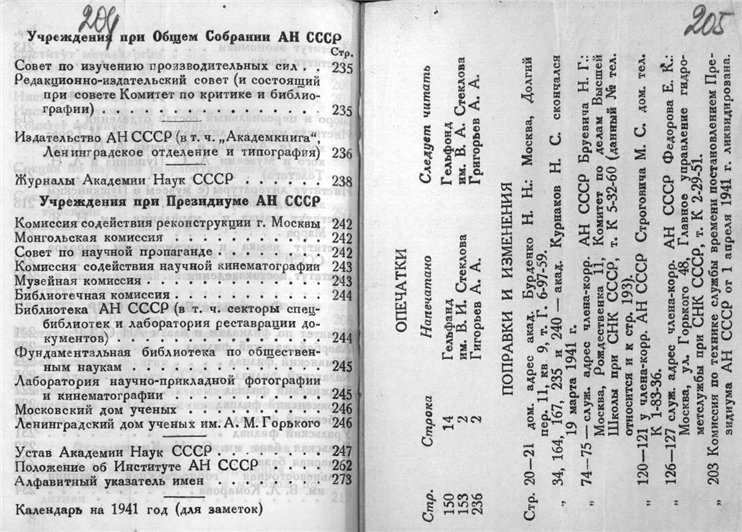 204
Учреждения при Общем Собрании АН СССР
Стр.
Совет по изучению производительных сил . . 235
Редакционно-издательский совет (и состоящий
при совете Комитет по критике и библио-
графии) . . . . . . . . . . . . . . . . 235
Издательство АН СССР (в т. ч. „Академкнига“,
Ленинградское отделение и типография) . . 236
Журналы Академии Наук СССР . . . . . . . 238
Учреждения при Президиуме АН СССР
Комиссия содействия реконструкции г. Москвы 242
Монгольская комиссия . . . . . . . . . . 242
Совет по научной пропаганде . . . . . . . 242
Комиссия содействия научной кинематографии 243
Музейная комиссия . . . . . . . . . . . 243
Библиотечная комиссия . . . . . . . . . . 244
Библиотека АН СССР (в т. ч. секторы спец-
библиотек и лаборатория реставрации до-
кументов) . . . . . . . . . . . . . . . 244
Фундаментальная библиотека по обществен-
ным наукам . . . . . . . . . . . . . . 245
Лаборатория научно-прикладной фотографии
и кинематографии . . . . . . . . . . . 245
Московский дом ученых . . . . . . . . . 246
Ленинградский дом ученых им. А. М. Горького 246
Устав Академии Наук СССР . . . . . . . . 247
Положение об Институте АН СССР . . . . . 262
Алфавитный указатель имен . . . . . . . . 273
Календарь на 1941 год (для заметок)
205
ОПЕЧАТКИ
Стр. Строка Напечатано Следует читать
150 14 Гельфанд Гельфонд
153 2 им. В. И. Стеклова им. В. А. Стеклова
236 2 Гигорьев А. А. Григорьев А. А.
ПОПРАВКИ И ИЗМЕНЕНИЯ
Стр. 20—21 дом. адрес акад. Бурденко Н. Н.: Москва, Долгий
пер. 11, кв 9, т. Г 6-97-59.
„ 34, 164, 167, 235 и 240 — акад. Курнаков Н. С. скончался
19 марта 1941 г.
„ 74—75 — служ. адрес члена-корр. АН СССР Бруевича Н. Г.:
Москва, Рождественка 11, Комитет по делам Высшей
Школы при СНК СССР, т. К 5-32-60 (данный № тел.
относится и к стр. 193).
„ 120—121 у члена-корр. АН СССР Строговича М. С. дом. тел.
К 1-83-36.
„ 126—127 служ. адрес члена-корр. АН СССР Федорова Е. К.:
Москва, ул. Горького 48, Главное управление гидро-
метслужбы при СНК СССР, т. К 2-29-51.
„ 203 Комиссия по технике службы времени постановлением Пре-
зидиума АН СССР от 1 апреля 1941 г. ликвидирована.